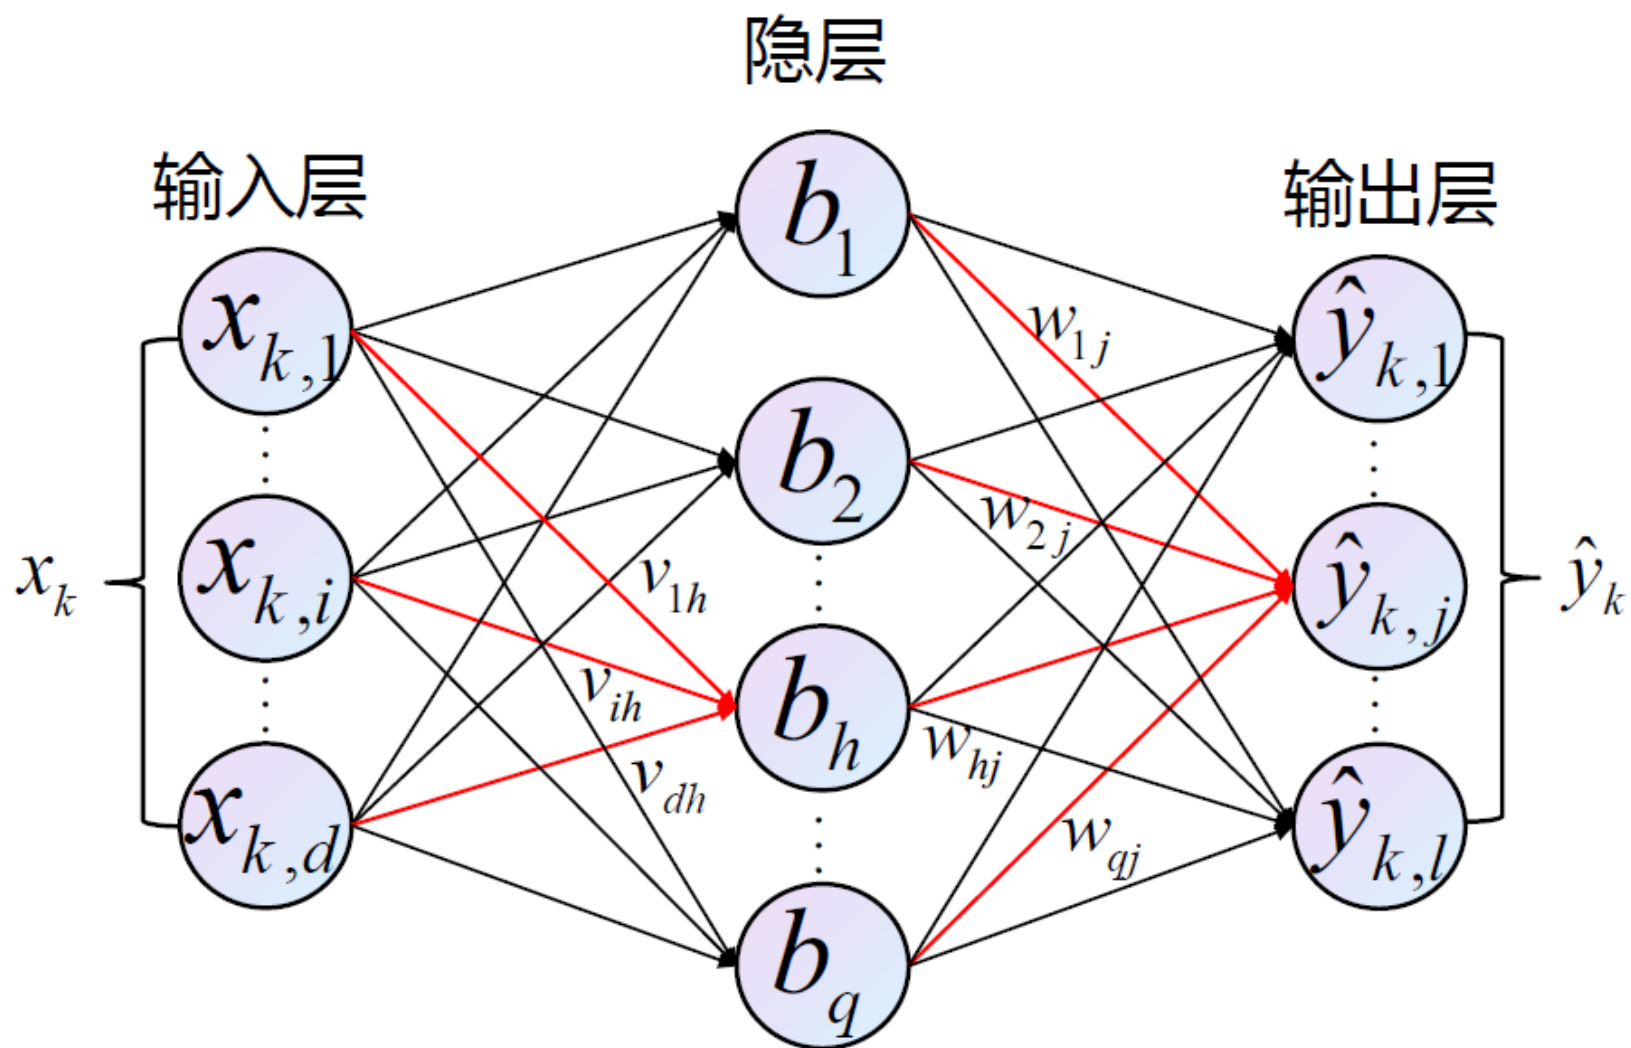 隐层
输入层
输出层
b_1
x_{k,1}
ŷ_{k,1}
w_{1j}
b_2
w_{2j}
x_k
x_{k,i}
v_{1h}
ŷ_{k,j}
ŷ_k
v_{ih}
b_h
w_{hj}
v_{dh}
x_{k,d}
w_{qj}
ŷ_{k,l}
b_q